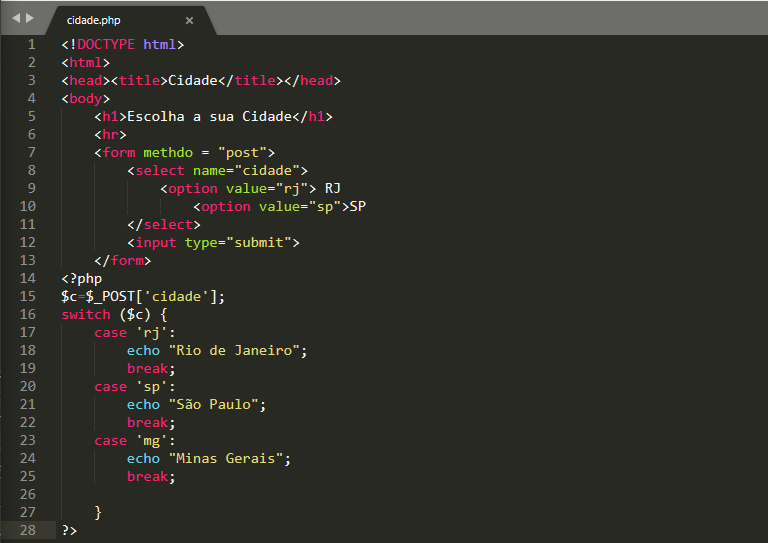 cidade.php ×
1 <!DOCTYPE html>
2 <html>
3 <head><title>Cidade</title></head>
4 <body>
5 <h1>Escolha a sua Cidade</h1>
6 <hr>
7 <form methdo = "post">
8 <select name="cidade">
9 <option value="rj"> RJ
10 <option value="sp">SP
11 </select>
12 <input type="submit">
13 </form>
14 <?php
15 $c=$_POST['cidade'];
16 switch ($c) {
17 case 'rj':
18 echo "Rio de Janeiro";
19 break;
20 case 'sp':
21 echo "São Paulo";
22 break;
23 case 'mg':
24 echo "Minas Gerais";
25 break;
26
27 }
28 ?>